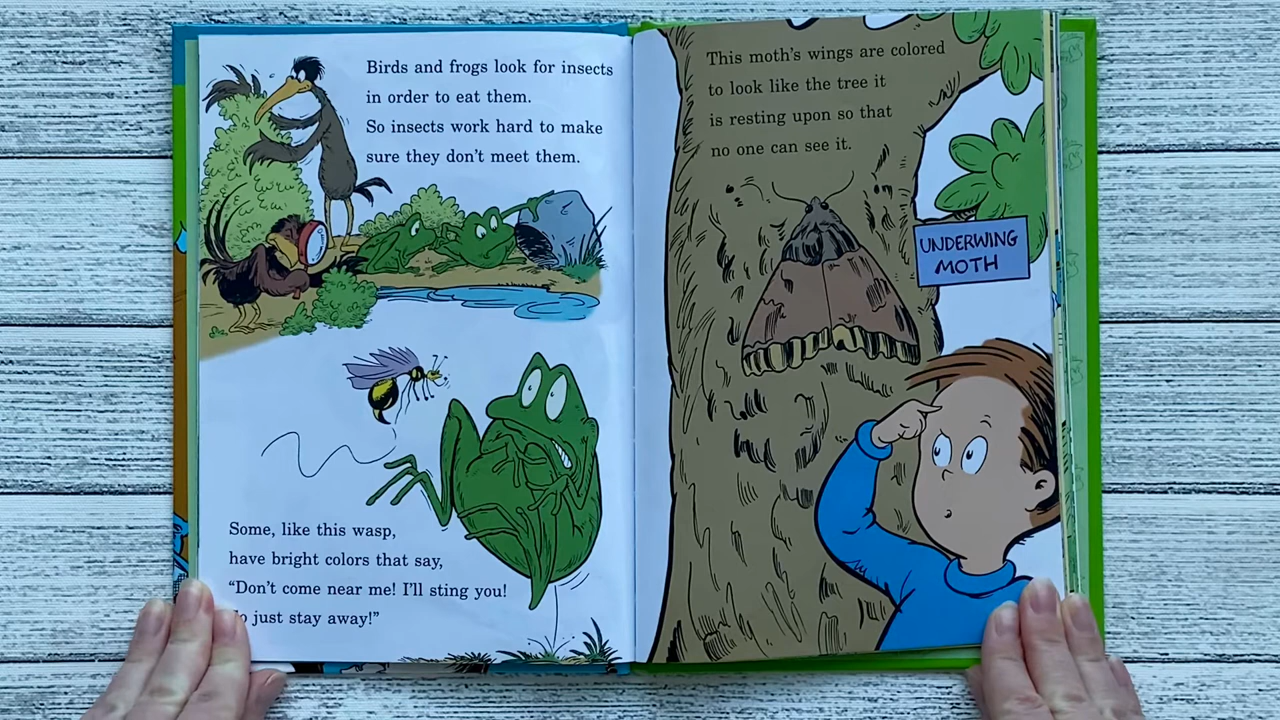 Birds and frogs look for insects
in order to eat them.
So insects work hard to make
sure they don't meet them.
Some, like this wasp,
have bright colors that say,
“Don't come near me! I'll sting you!
just stay away!”
This moth's wings are colored
to look like the tree it
is resting upon so that
no one can see it.
UNDERWING
MOTH